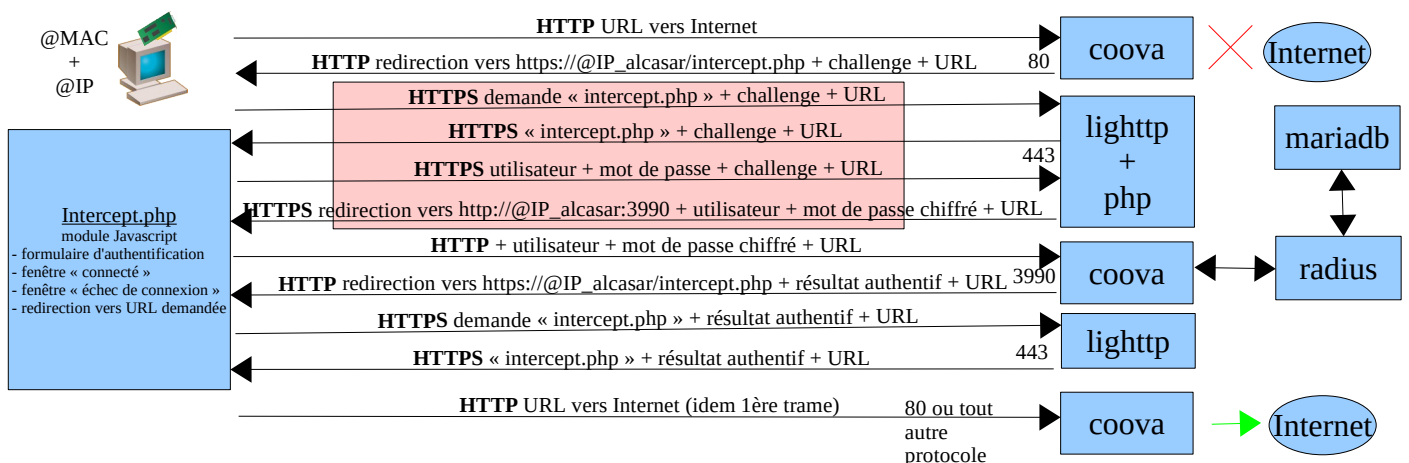 HTTP URL vers Internet
@MAC
+
@IP
coova
Internet
HTTP redirection vers https://@IP_alcasar/intercept.php + challenge + URL
80
HTTPS demande « intercept.php » + challenge + URL
HTTPS « intercept.php » + challenge + URL
lighttp
+
php
443
mariadb
HTTPS utilisateur + mot de passe + challenge + URL
HTTPS redirection vers http://@IP_alcasar:3990 + utilisateur + mot de passe chiffré + URL
Intercept.php
module Javascript
- formulaire d'authentification
- fenêtre « connecté »
- fenêtre « échec de connexion »
- redirection vers URL demandée
HTTP + utilisateur + mot de passe chiffré + URL
coova
radius
HTTP redirection vers https://@IP_alcasar/intercept.php + résultat authentif + URL
3990
HTTPS demande « intercept.php » + résultat authentif + URL
lighttp
HTTPS « intercept.php » + résultat authentif + URL
443
HTTP URL vers Internet (idem 1ère trame)
80 ou tout
autre
protocole
coova
Internet